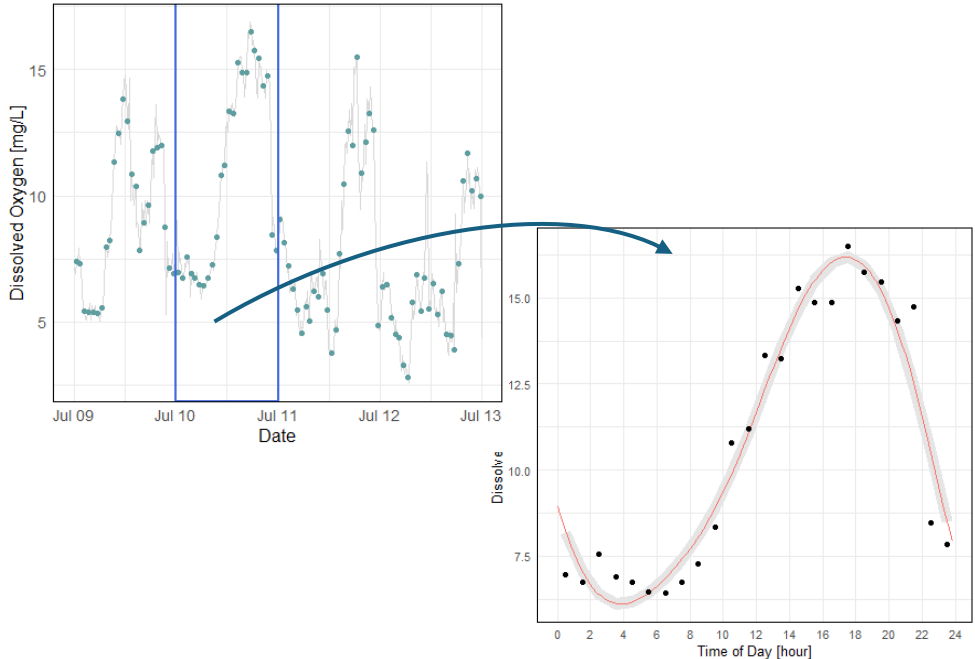 Dissolved Oxygen [mg/L]
15
10
5
Jul 09 Jul 10 Jul 11 Jul 12 Jul 13
Date
Dissolve
15.0
12.5
10.0
7.5
0 2 4 6 8 10 12 14 16 18 20 22 24
Time of Day [hour]